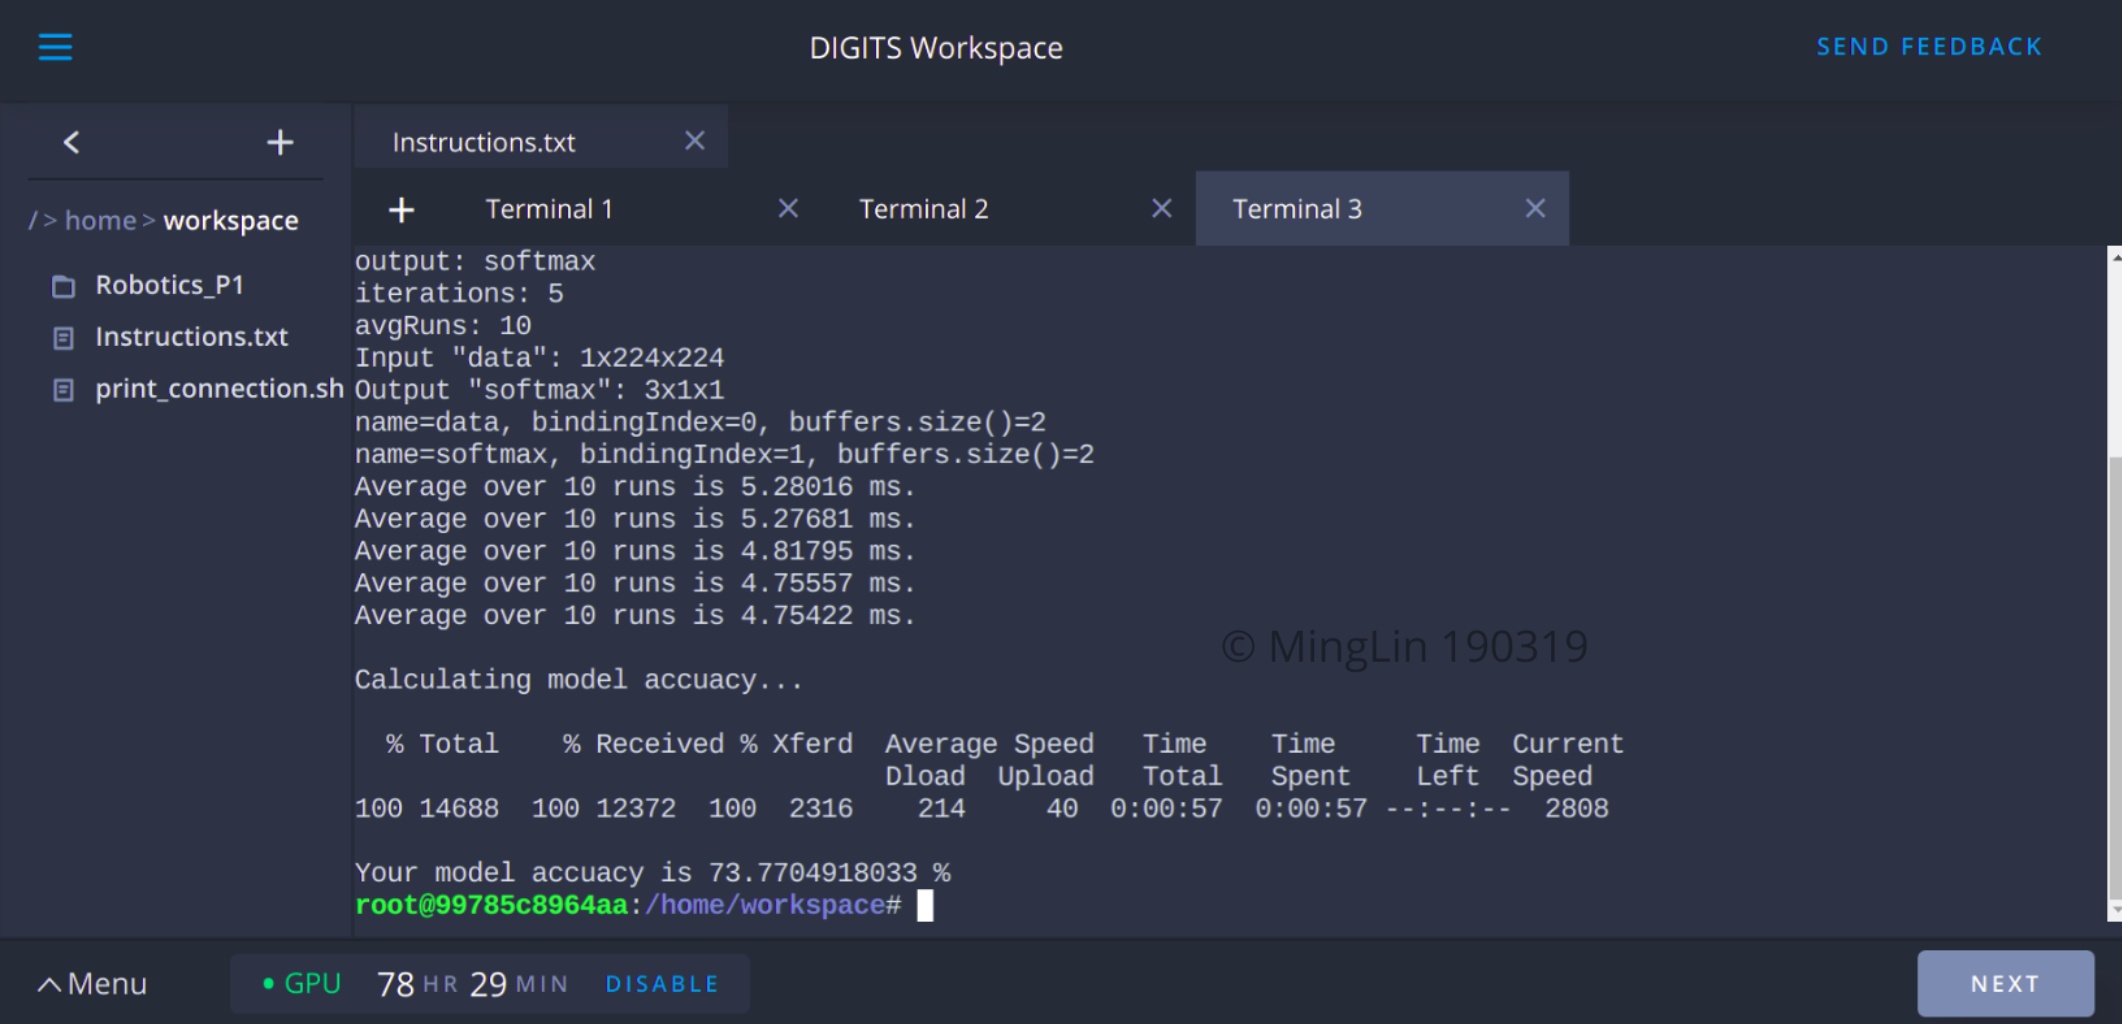 DIGITS Workspace
SEND FEEDBACK
Instructions.txt
/ > home > workspace
Robotics_P1
Instructions.txt
print_connection.sh
Terminal 1
Terminal 2
Terminal 3
output: softmax
iterations: 5
avgRuns: 10
Input "data": 1x224x224
Output "softmax": 3x1x1
name=data, bindingIndex=0, buffers.size()=2
name=softmax, bindingIndex=1, buffers.size()=2
Average over 10 runs is 5.28016 ms.
Average over 10 runs is 5.27681 ms.
Average over 10 runs is 4.81795 ms.
Average over 10 runs is 4.75557 ms.
Average over 10 runs is 4.75422 ms.
© MingLin 190319
Calculating model accuacy...
% Total % Received % Xferd Average Speed Time Time Time Current
Dload Upload Total Spent Left Speed
100 14688 100 12372 100 2316 214 40 0:00:57 0:00:57 --:--:-- 2808
Your model accuacy is 73.7704918033 %
root@99785c8964aa:/home/workspace#
Menu
GPU 78 HR 29 MIN DISABLE
NEXT